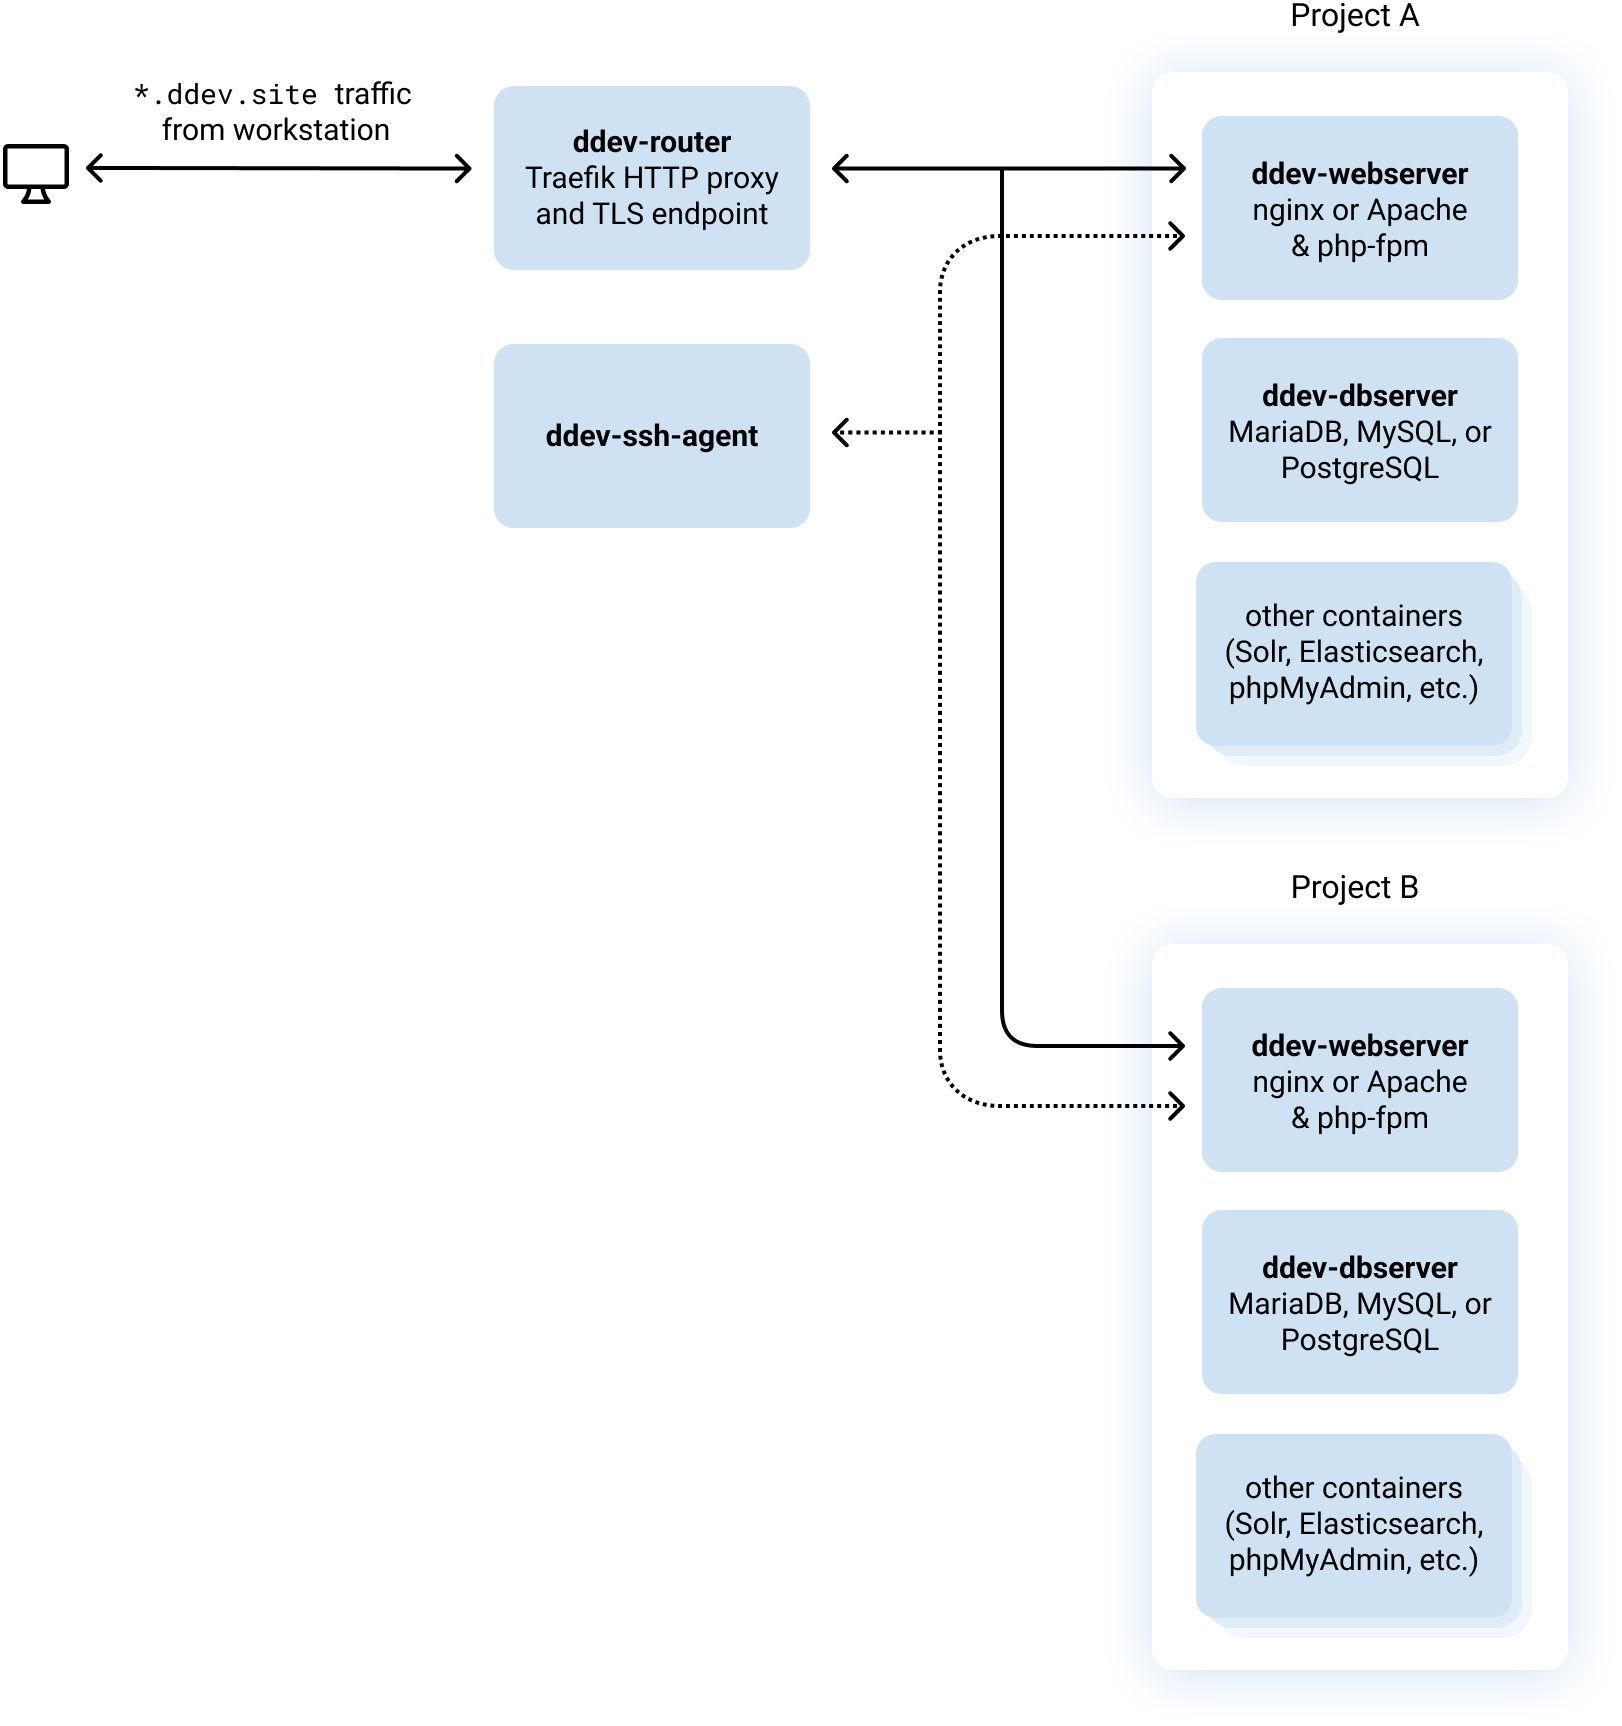 Project A
*.ddev.site traffic
from workstation
ddev-router
Traefik HTTP proxy
and TLS endpoint
ddev-webserver
nginx or Apache
& php-fpm
ddev-ssh-agent
ddev-dbserver
MariaDB, MySQL, or
PostgreSQL
other containers
(Solr, Elasticsearch,
phpMyAdmin, etc.)
Project B
ddev-webserver
nginx or Apache
& php-fpm
ddev-dbserver
MariaDB, MySQL, or
PostgreSQL
other containers
(Solr, Elasticsearch,
phpMyAdmin, etc.)